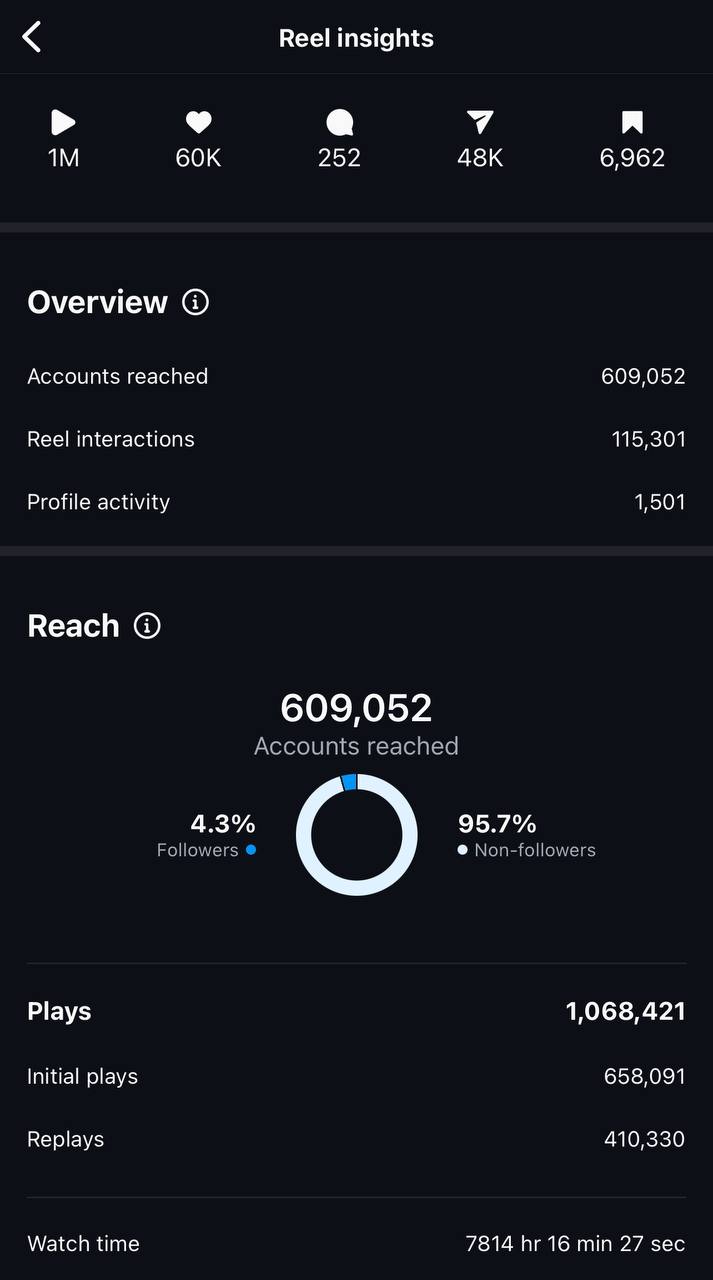 Reel insights
1M 60K 252 48K 6,962
Overview
Accounts reached 609,052
Reel interactions 115,301
Profile activity 1,501
Reach
609,052
Accounts reached
4.3% 95.7%
Followers Non-followers
Plays 1,068,421
Initial plays 658,091
Replays 410,330
Watch time 7814 hr 16 min 27 sec